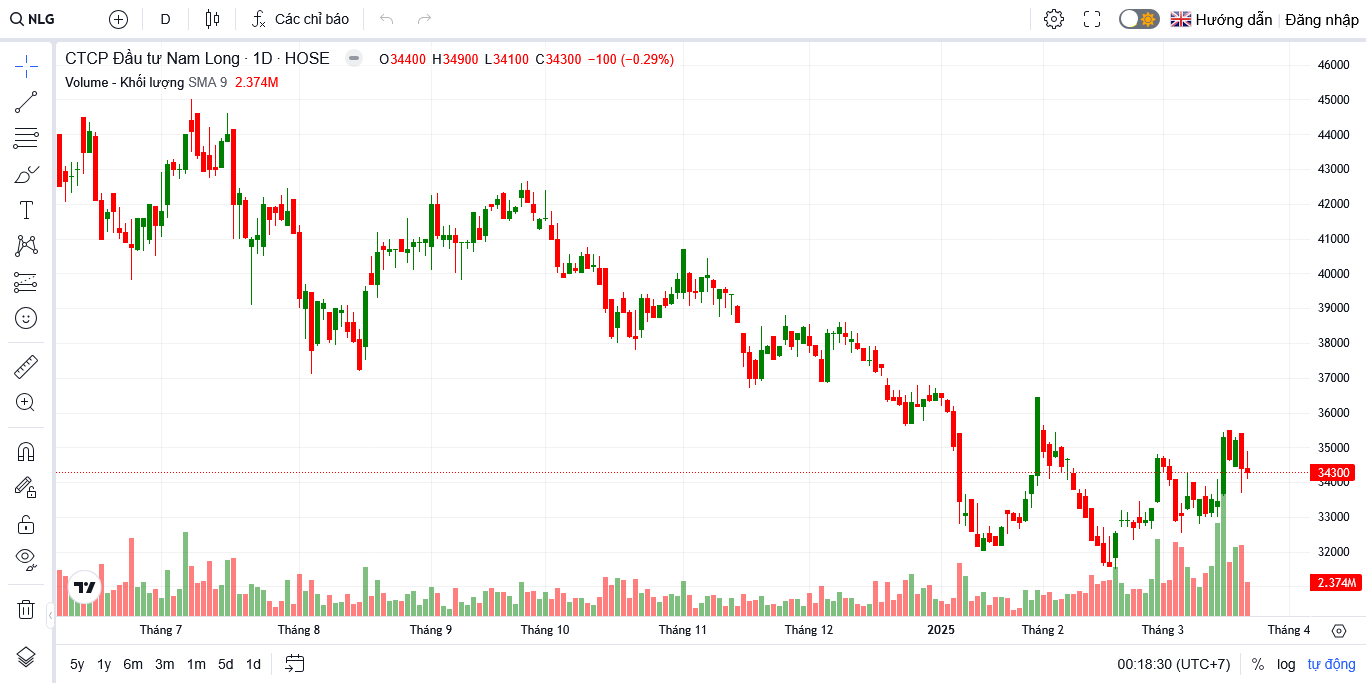 NLG D Các chỉ báo Hướng dẫn Đăng nhập
CTCP Đầu tư Nam Long · 1D · HOSE O34400 H34900 L34100 C34300 −100 (−0.29%)
Volume - Khối lượng SMA 9 2.374M
46000
45000
44000
43000
42000
41000
40000
39000
38000
37000
36000
35000
34300
34000
33000
32000
2.374M
Tháng 7 Tháng 8 Tháng 9 Tháng 10 Tháng 11 Tháng 12 2025 Tháng 2 Tháng 3 Tháng 4
5y 1y 6m 3m 1m 5d 1d 00:18:30 (UTC+7) % log tự động